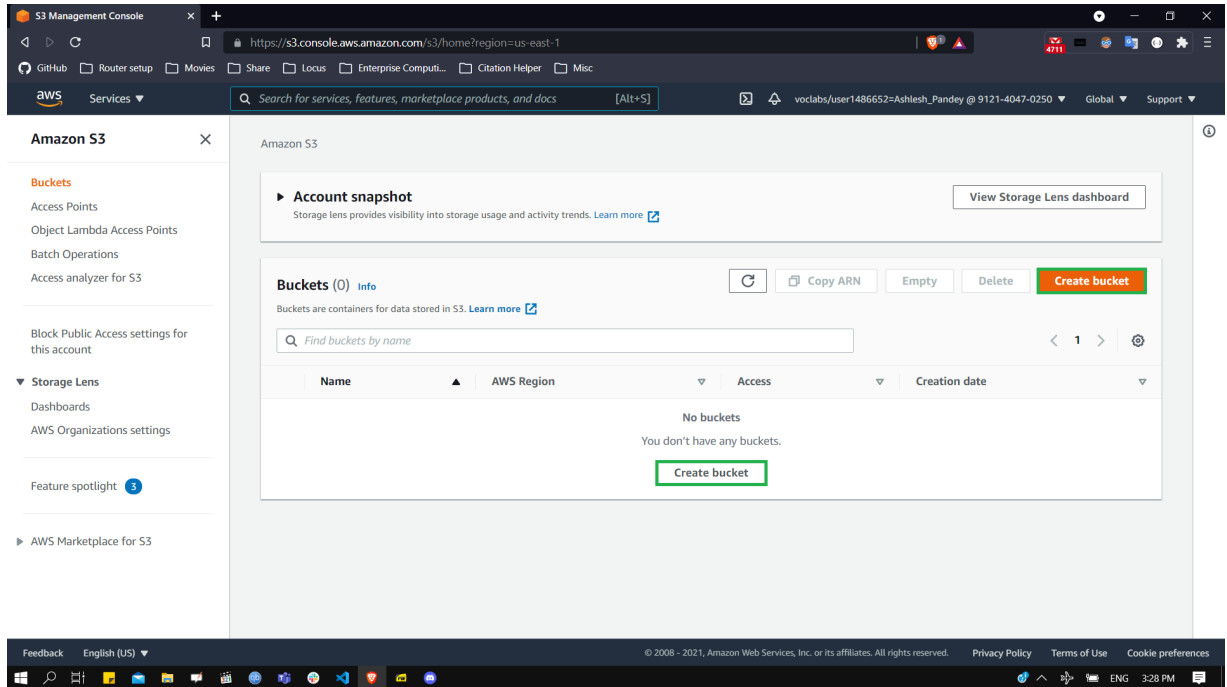 S3 Management Console
https://s3.console.aws.amazon.com/s3/home?region=us-east-1
4711
GitHub Router setup Movies Share Locus Enterprise Computi... Citation Helper Misc
aws Services ▼ Search for services, features, marketplace products, and docs [Alt+S] voclabs/user1486652=Ashlesh_Pandey @ 9121-4047-0250 ▼ Global ▼ Support ▼
Amazon S3
Buckets
Access Points
Object Lambda Access Points
Batch Operations
Access analyzer for S3
Block Public Access settings for
this account
Storage Lens
Dashboards
AWS Organizations settings
Feature spotlight 3
AWS Marketplace for S3
Amazon S3
Account snapshot
Storage lens provides visibility into storage usage and activity trends. Learn more
View Storage Lens dashboard
Buckets (0) Info
Buckets are containers for data stored in S3. Learn more
Copy ARN Empty Delete Create bucket
Find buckets by name
1
Name AWS Region Access Creation date
No buckets
You don't have any buckets.
Create bucket
Feedback English (US) ▼ © 2008 - 2021, Amazon Web Services, Inc. or its affiliates. All rights reserved. Privacy Policy Terms of Use Cookie preferences
ENG 3:28 PM